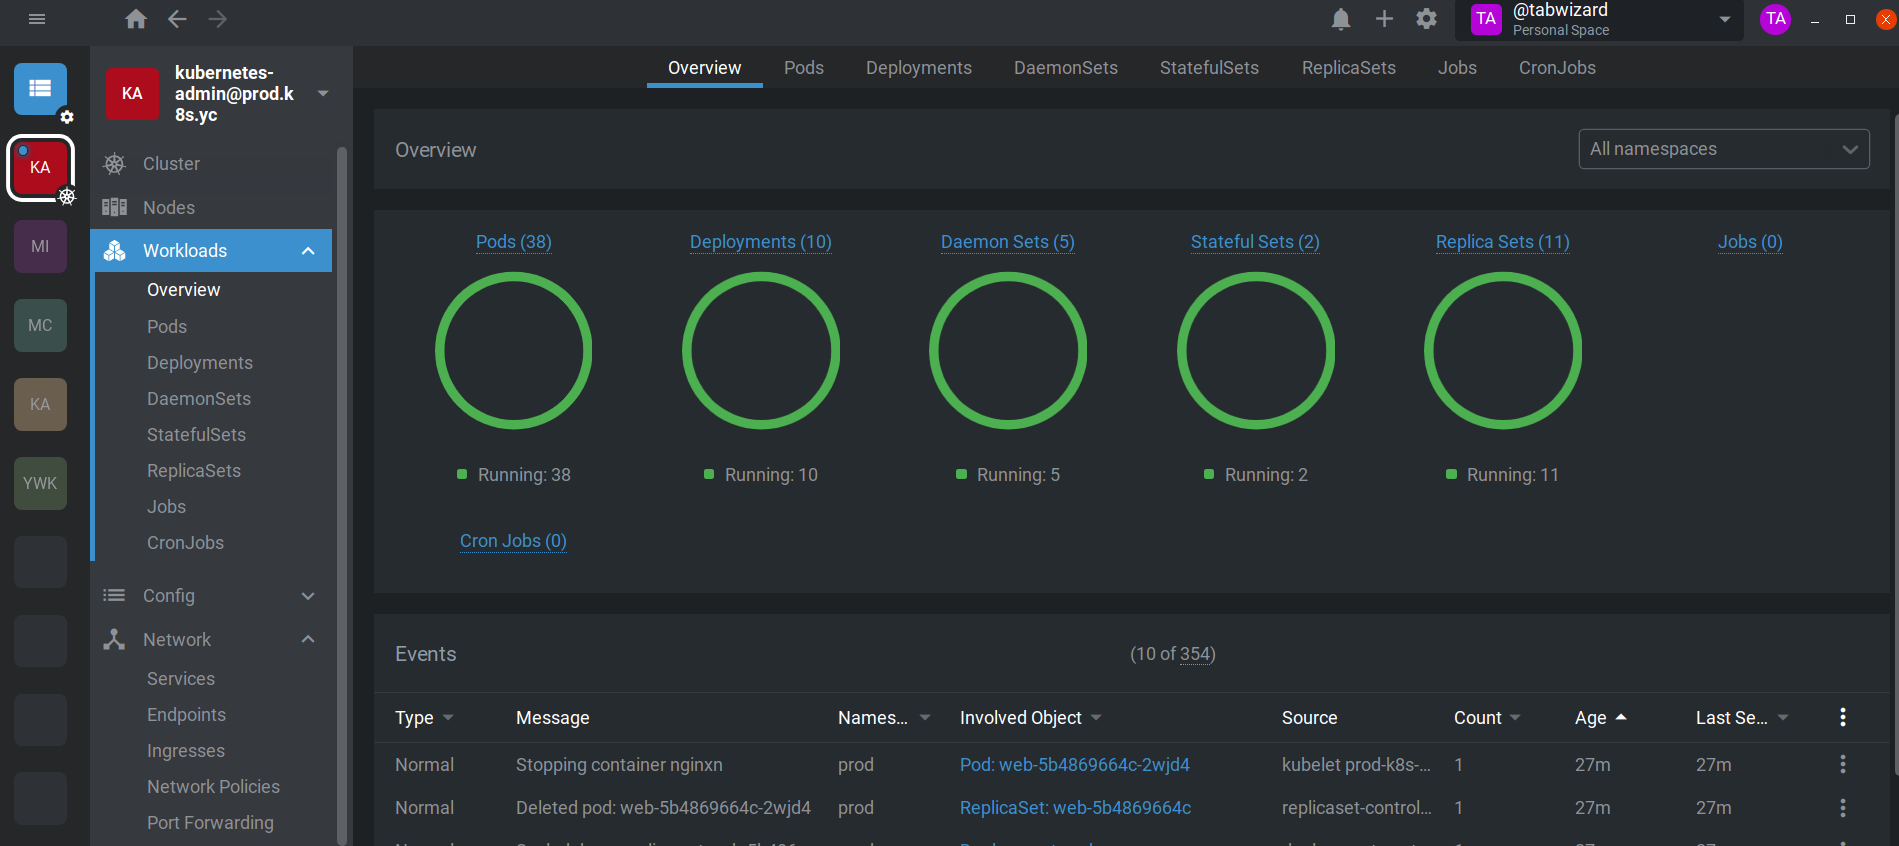 TA
@tabwizard
Personal Space
TA
KA
kubernetes-
admin@prod.k
8s.yc
KA
MI
MC
KA
YWK
Cluster
Nodes
Workloads
Overview
Pods
Deployments
DaemonSets
StatefulSets
ReplicaSets
Jobs
CronJobs
Config
Network
Services
Endpoints
Ingresses
Network Policies
Port Forwarding
Overview Pods Deployments DaemonSets StatefulSets ReplicaSets Jobs CronJobs
Overview
All namespaces
Pods (38) Deployments (10) Daemon Sets (5) Stateful Sets (2) Replica Sets (11) Jobs (0)
Running: 38 Running: 10 Running: 5 Running: 2 Running: 11
Cron Jobs (0)
Events
(10 of 354)
Type Message Names... Involved Object Source Count Age Last Se...
Normal Stopping container nginxn prod Pod: web-5b4869664c-2wjd4 kubelet prod-k8s-... 1 27m 27m
Normal Deleted pod: web-5b4869664c-2wjd4 prod ReplicaSet: web-5b4869664c replicaset-control... 1 27m 27m